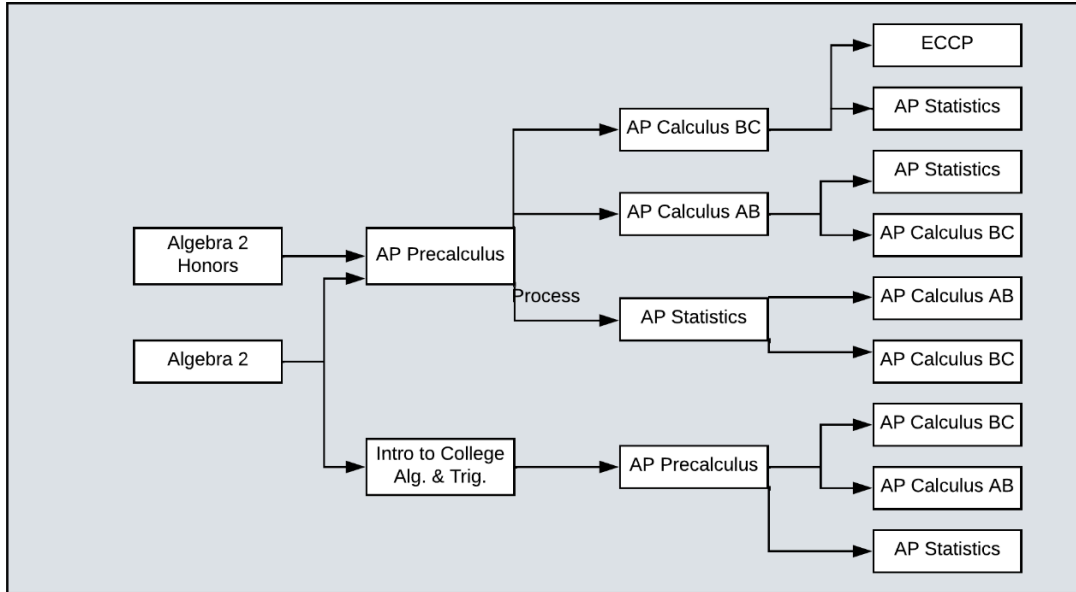 ECCP
AP Statistics
AP Calculus BC
AP Statistics
AP Calculus AB
AP Calculus BC
Algebra 2
Honors
AP Precalculus
Process
AP Statistics
AP Calculus AB
AP Calculus BC
Algebra 2
Intro to College
Alg. & Trig.
AP Precalculus
AP Calculus BC
AP Calculus AB
AP Statistics